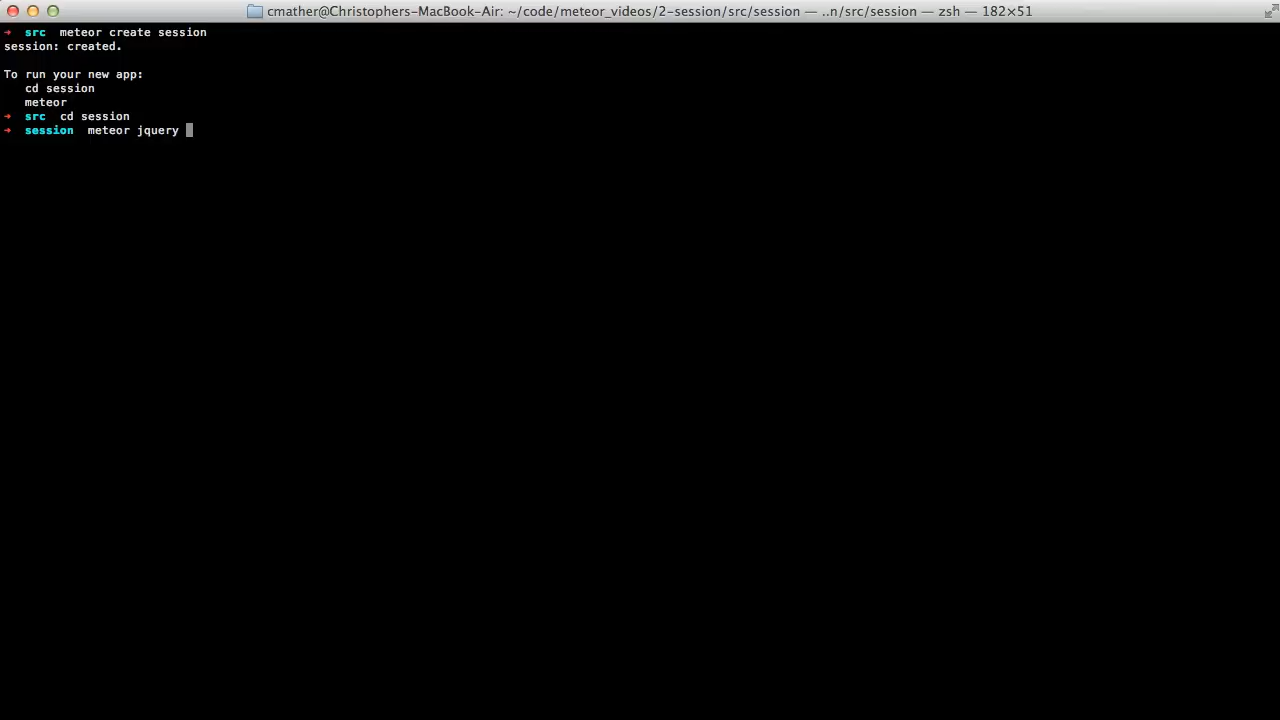 cmather@Christophers-MacBook-Air: ~/code/meteor_videos/2-session/src/session — ..n/src/session — zsh — 182×51
➜ src meteor create session
session: created.
To run your new app:
cd session
meteor
➜ src cd session
➜ session meteor jquery